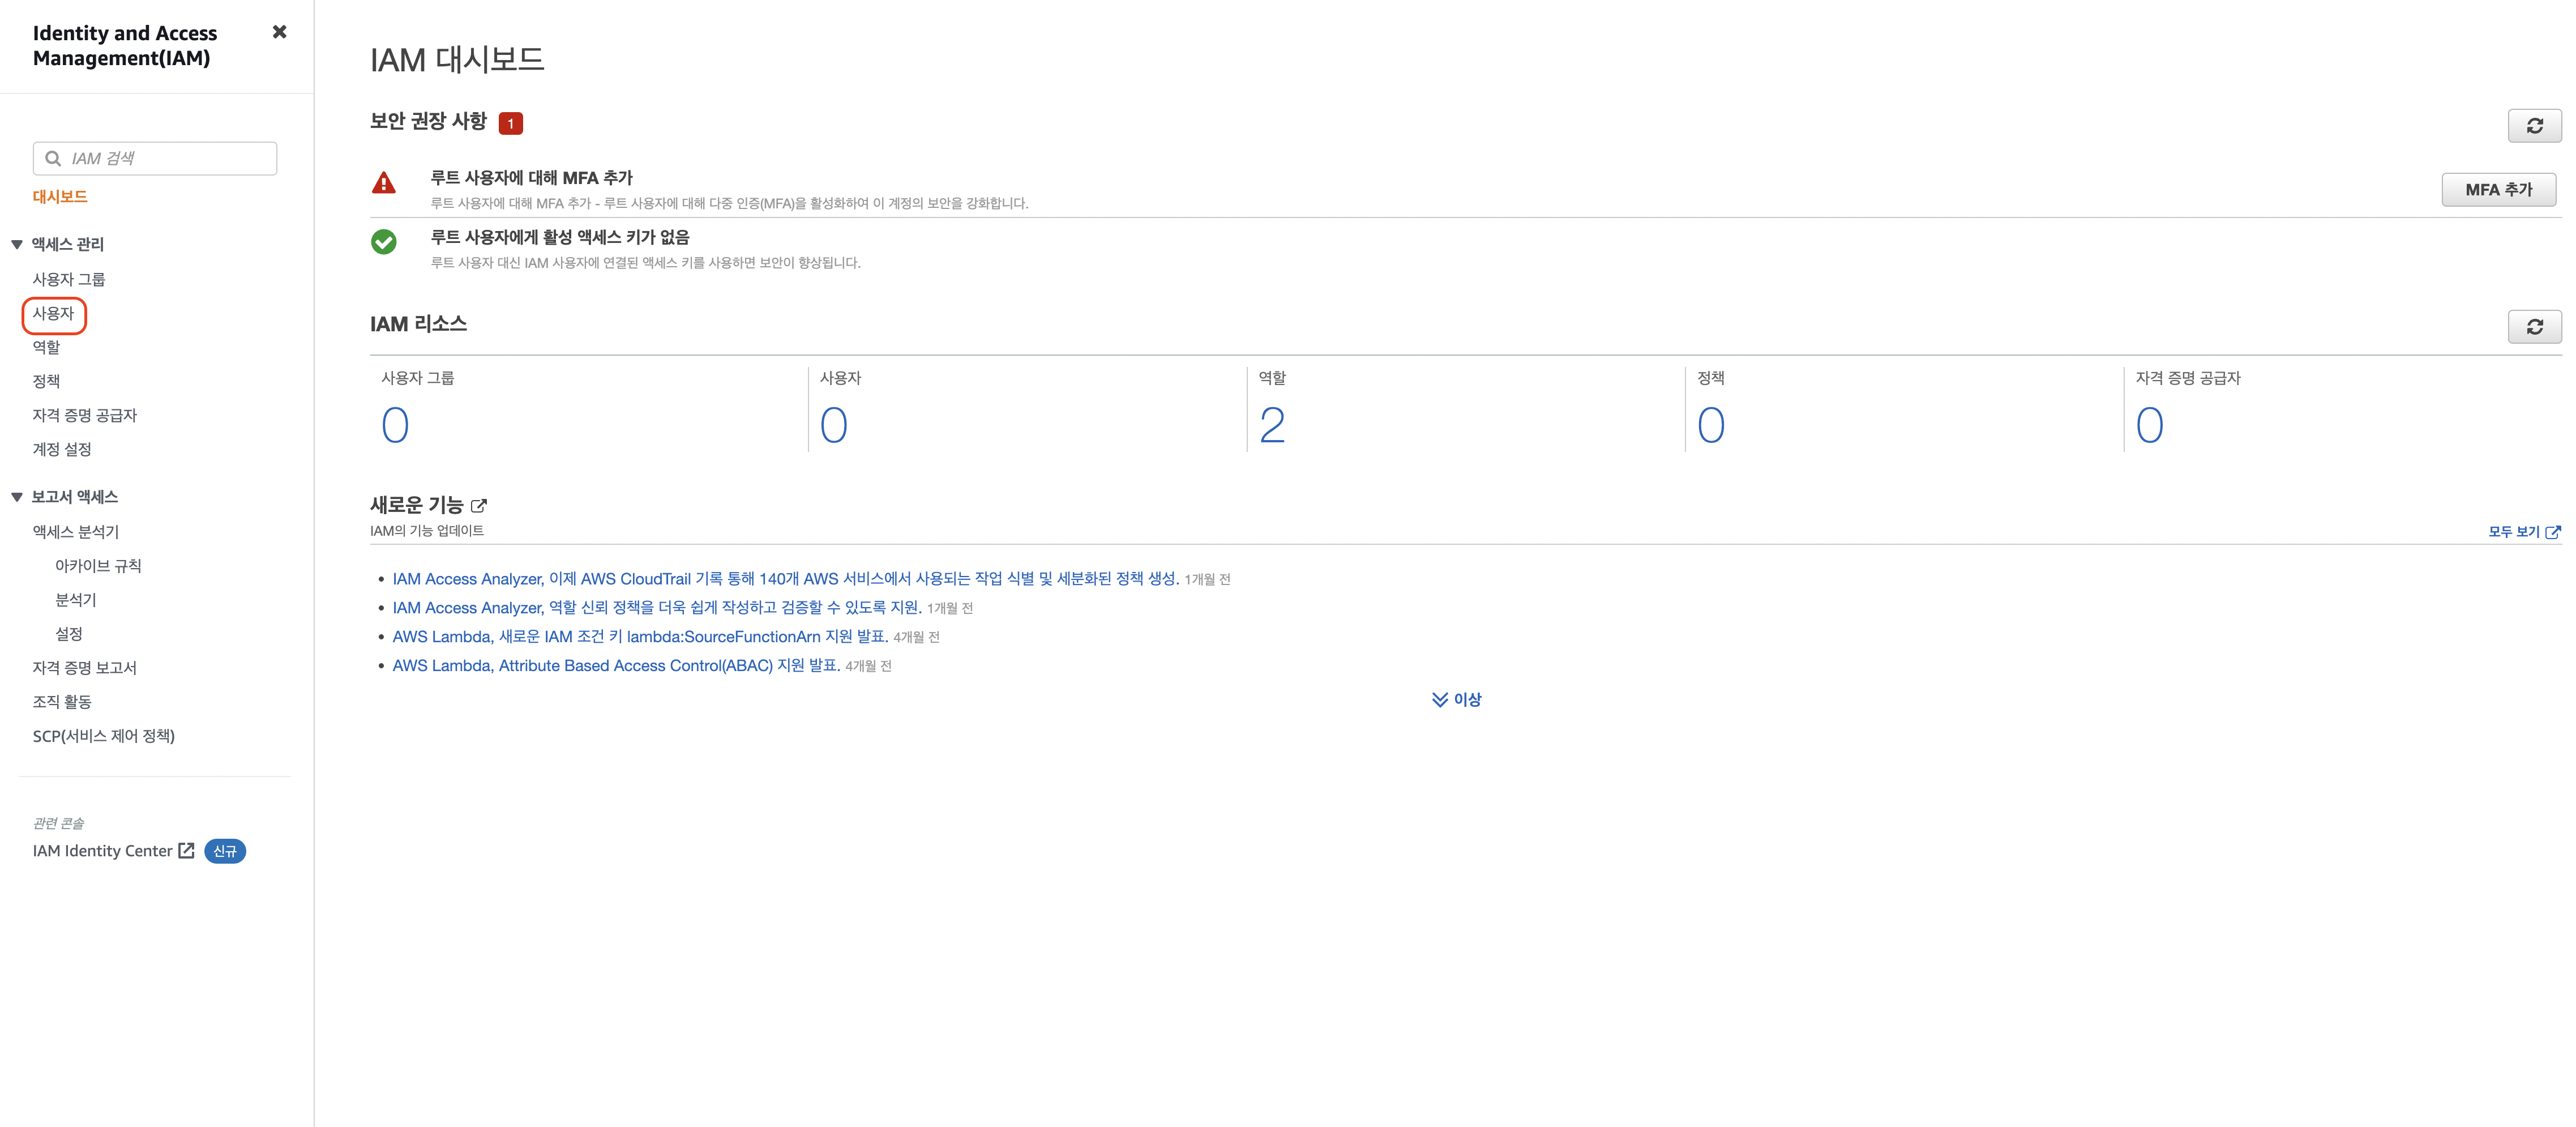 Identity and Access
Management(IAM)
IAM 검색
대시보드
액세스 관리
사용자 그룹
사용자
역할
정책
자격 증명 공급자
계정 설정
보고서 액세스
액세스 분석기
아카이브 규칙
분석기
설정
자격 증명 보고서
조직 활동
SCP(서비스 제어 정책)
관련 콘솔
IAM Identity Center 신규
IAM 대시보드
보안 권장 사항 1
루트 사용자에 대해 MFA 추가
루트 사용자에 대해 MFA 추가 - 루트 사용자에 대해 다중 인증(MFA)을 활성화하여 이 계정의 보안을 강화합니다.
MFA 추가
루트 사용자에게 활성 액세스 키가 없음
루트 사용자 대신 IAM 사용자에 연결된 액세스 키를 사용하면 보안이 향상됩니다.
IAM 리소스
사용자 그룹 사용자 역할 정책 자격 증명 공급자
0 0 2 0 0
새로운 기능
IAM의 기능 업데이트
모두 보기
IAM Access Analyzer, 이제 AWS CloudTrail 기록 통해 140개 AWS 서비스에서 사용되는 작업 식별 및 세분화된 정책 생성. 1개월 전
IAM Access Analyzer, 역할 신뢰 정책을 더욱 쉽게 작성하고 검증할 수 있도록 지원. 1개월 전
AWS Lambda, 새로운 IAM 조건 키 lambda:SourceFunctionArn 지원 발표. 4개월 전
AWS Lambda, Attribute Based Access Control(ABAC) 지원 발표. 4개월 전
이상